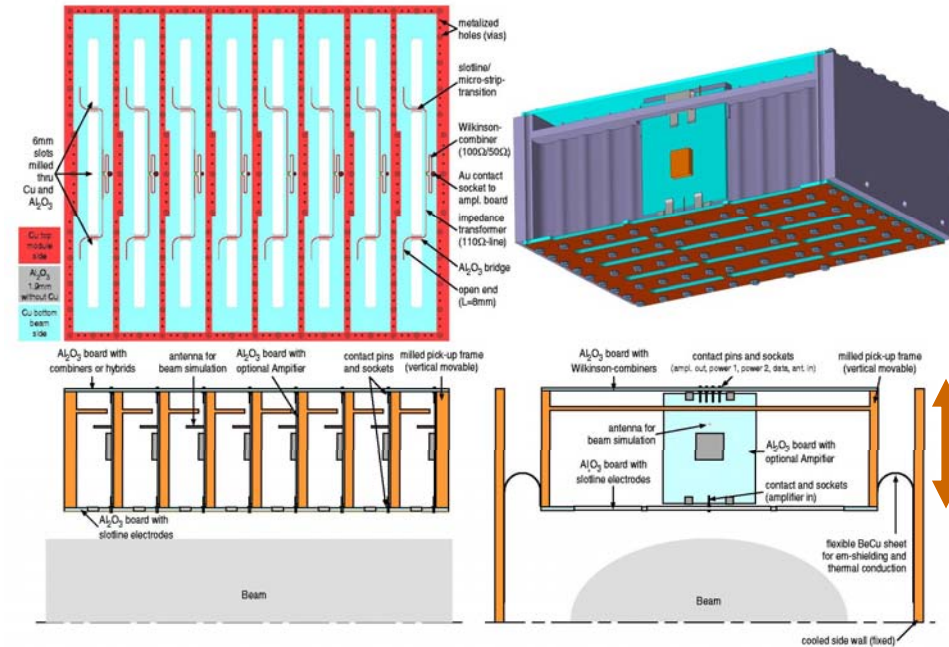 metalized
holes (vias)
slotline/
micro-strip-
transition
Wilkinson-
combiner
(100Ω/50Ω)
Au contact
socket to
ampl. board
impedance
transformer
(110Ω-line)
Al₂O₃ bridge
open end
(L=8mm)
6mm
slots
milled
thru
Cu and
Al₂O₃
Cu top
module
side
Al₂O₃
1.9mm
without Cu
Cu bottom
beam
side
Al₂O₃ board with
combiners or hybrids
antenna for
beam simulation
Al₂O₃ board with
optional Ampifier
contact pins
and sockets
milled pick-up frame
(vertical movable)
Al₂O₃ board with
slotline electrodes
Beam
Al₂O₃ board with
Wilkinson-combiners
contact pins and sockets
(ampl. out, power 1, power 2, data, ant. in)
milled pick-up frame
(vertical movable)
antenna for
beam simulation
Al₂O₃ board with
optional Ampifier
Al₂O₃ board with
slotline electrodes
contact and sockets
(amplifier in)
flexible BeCu sheet
for em-shielding and
thermal conduction
Beam
cooled side wall (fixed)